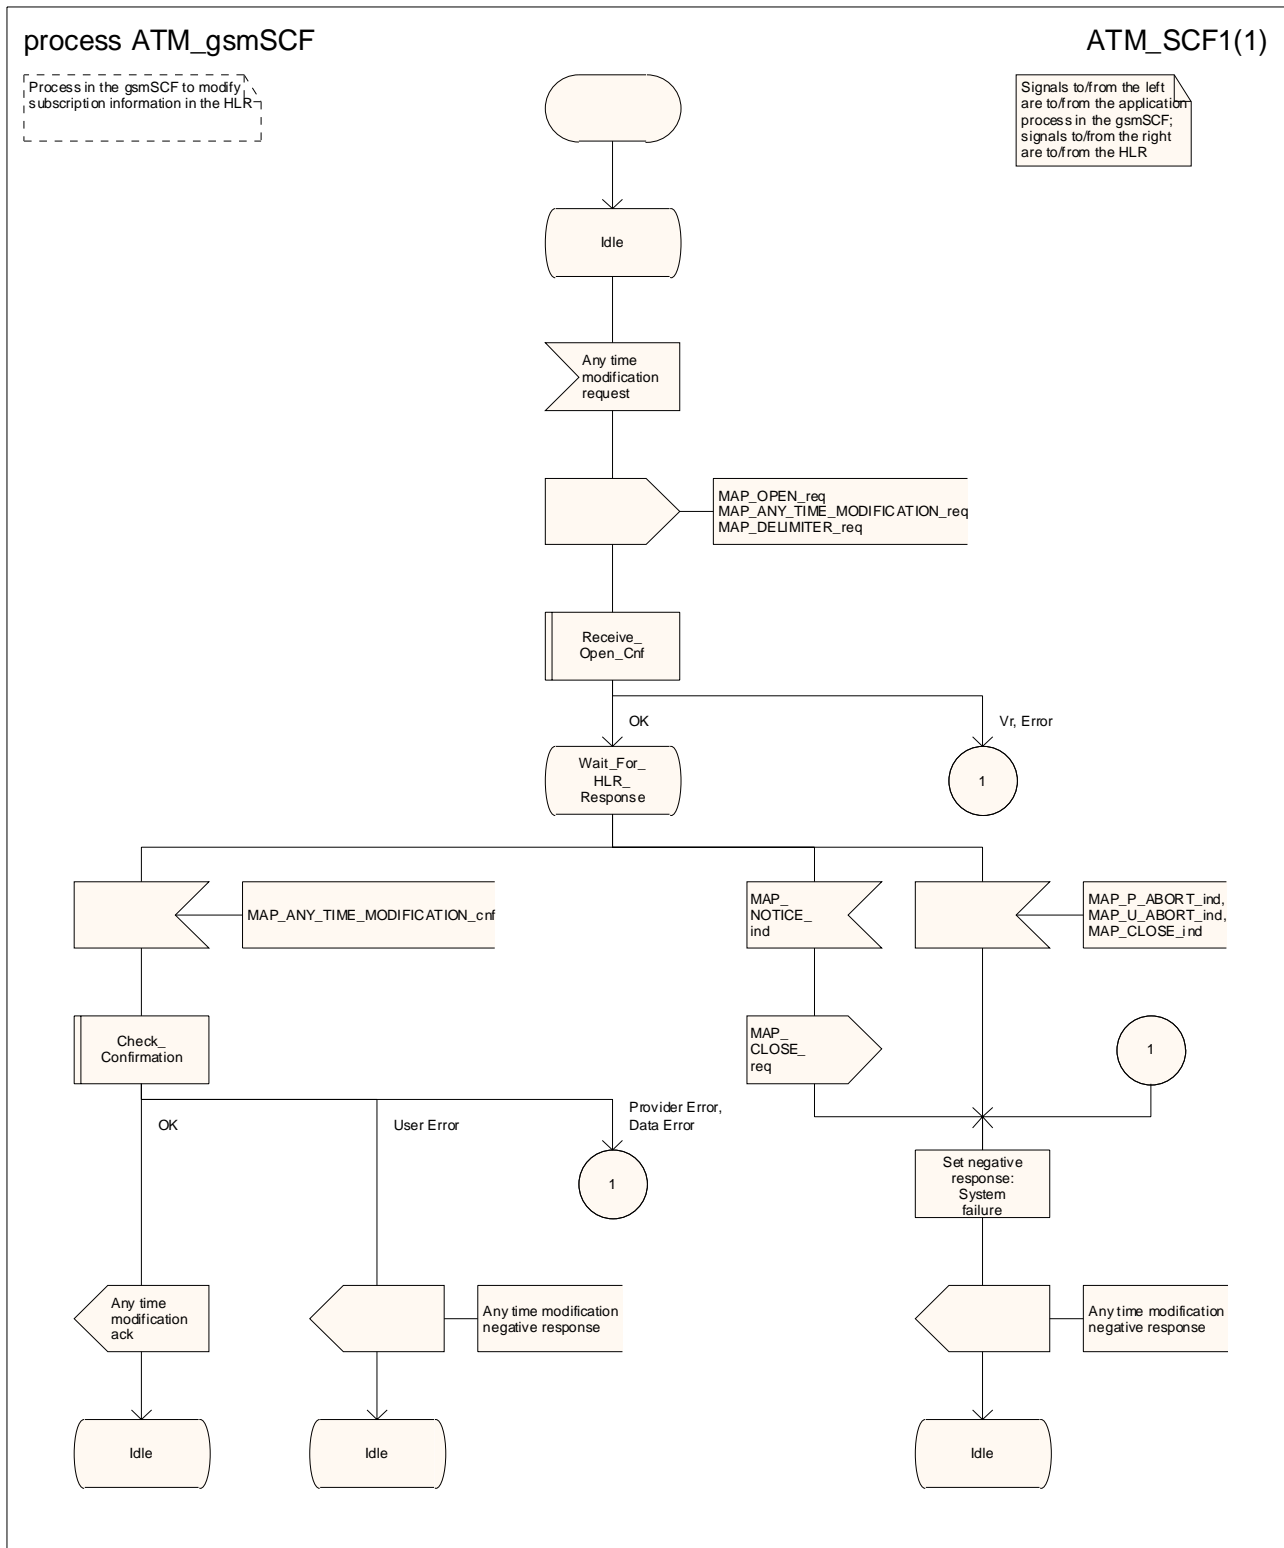 process ATM_gsmSCF
ATM_SCF1(1)
Process in the gsmSCF to modify
subscription information in the HLR
Signals to/from the left
are to/from the application
process in the gsmSCF;
signals to/from the right
are to/from the HLR
Idle
Any time
modification
request
MAP_OPEN_req
MAP_ANY_TIME_MODIFICATION_req
MAP_DELIMITER_req
Receive_
Open_Cnf
OK
Vr, Error
Wait_For_
HLR_
Response
1
MAP_ANY_TIME_MODIFICATION_cnf
MAP_
NOTICE_
ind
MAP_P_ABORT_ind,
MAP_U_ABORT_ind,
MAP_CLOSE_ind
Check_
Confirmation
MAP_
CLOSE_
req
1
OK
User Error
Provider Error,
Data Error
1
Set negative
response:
System
failure
Any time
modification
ack
Any time modification
negative response
Any time modification
negative response
Idle
Idle
Idle